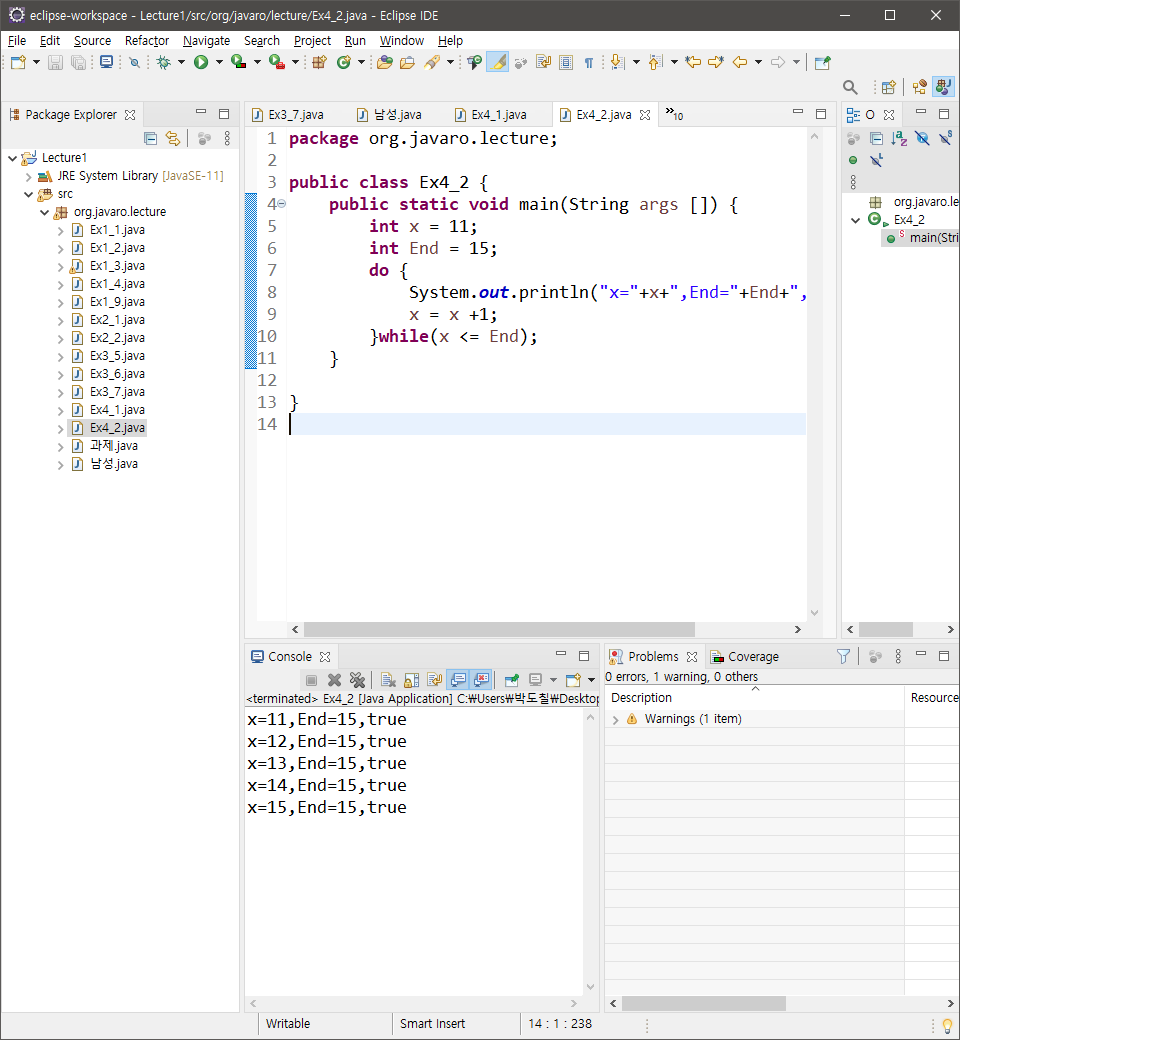 eclipse-workspace - Lecture1/src/org/javaro/lecture/Ex4_2.java - Eclipse IDE
File Edit Source Refactor Navigate Search Project Run Window Help
Package Explorer
Lecture1
JRE System Library [JavaSE-11]
src
org.javaro.lecture
Ex1_1.java
Ex1_2.java
Ex1_3.java
Ex1_4.java
Ex1_9.java
Ex2_1.java
Ex2_2.java
Ex3_5.java
Ex3_6.java
Ex3_7.java
Ex4_1.java
Ex4_2.java
과제.java
남성.java
Ex3_7.java 남성.java Ex4_1.java Ex4_2.java »10
1 package org.javaro.lecture;
2
3 public class Ex4_2 {
4 public static void main(String args []) {
5 int x = 11;
6 int End = 15;
7 do {
8 System.out.println("x="+x+",End="+End+",
9 x = x +1;
10 }while(x <= End);
11 }
12
13 }
14
O
org.javaro.le
Ex4_2
S main(Stri
Console
<terminated> Ex4_2 [Java Application] C:₩Users₩박도칠₩Desktop
x=11,End=15,true
x=12,End=15,true
x=13,End=15,true
x=14,End=15,true
x=15,End=15,true
Problems Coverage
0 errors, 1 warning, 0 others
Description Resource
Warnings (1 item)
Writable Smart Insert 14 : 1 : 238